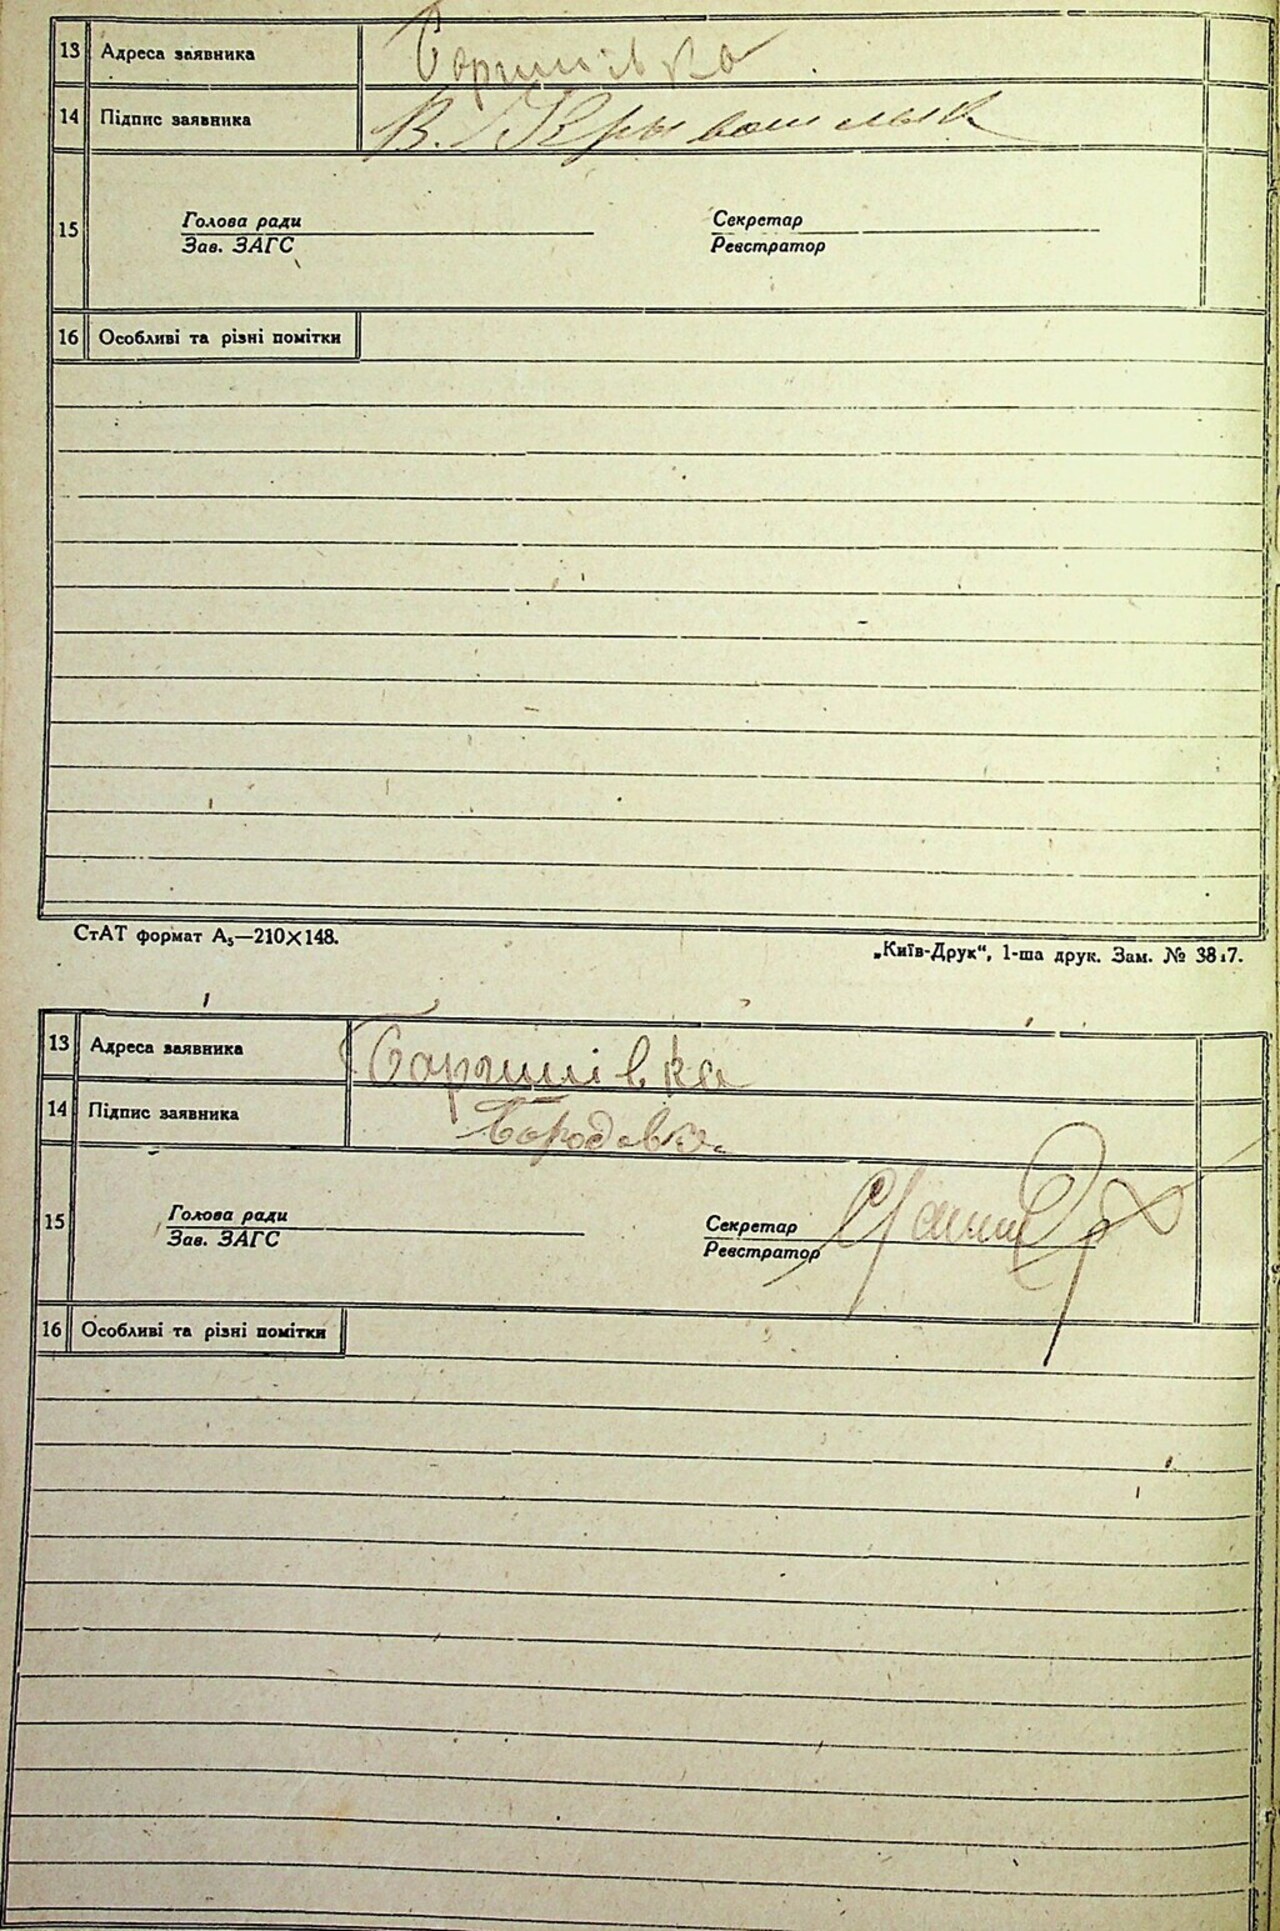 13 Адреса заявника Баришівка
14 Підпис заявника В.
15 Голова ради Секретар
Зав. ЗАГС Реєстратор
16 Особливі та різні помітки
СтАТ формат А₅—210×148.
„Київ-Друк“, 1-ша друк. Зам. № 3817.
13 Адреса заявника Баришівка
14 Підпис заявника
15 Голова ради Секретар
Зав. ЗАГС Реєстратор
16 Особливі та різні помітки